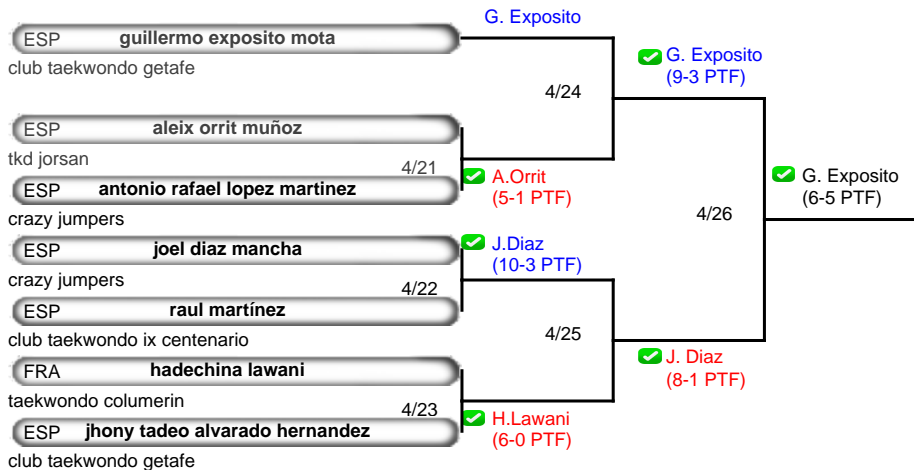 G. Exposito
ESP guillermo exposito mota
club taekwondo getafe
G. Exposito
(9-3 PTF)
4/24
ESP aleix orrit muñoz
tkd jorsan
4/21
A.Orrit
(5-1 PTF)
ESP antonio rafael lopez martinez
crazy jumpers
G. Exposito
(6-5 PTF)
4/26
ESP joel diaz mancha
crazy jumpers
J.Diaz
(10-3 PTF)
4/22
ESP raul martínez
club taekwondo ix centenario
4/25
J. Diaz
(8-1 PTF)
FRA hadechina lawani
taekwondo columerin
4/23
H.Lawani
(6-0 PTF)
ESP jhony tadeo alvarado hernandez
club taekwondo getafe